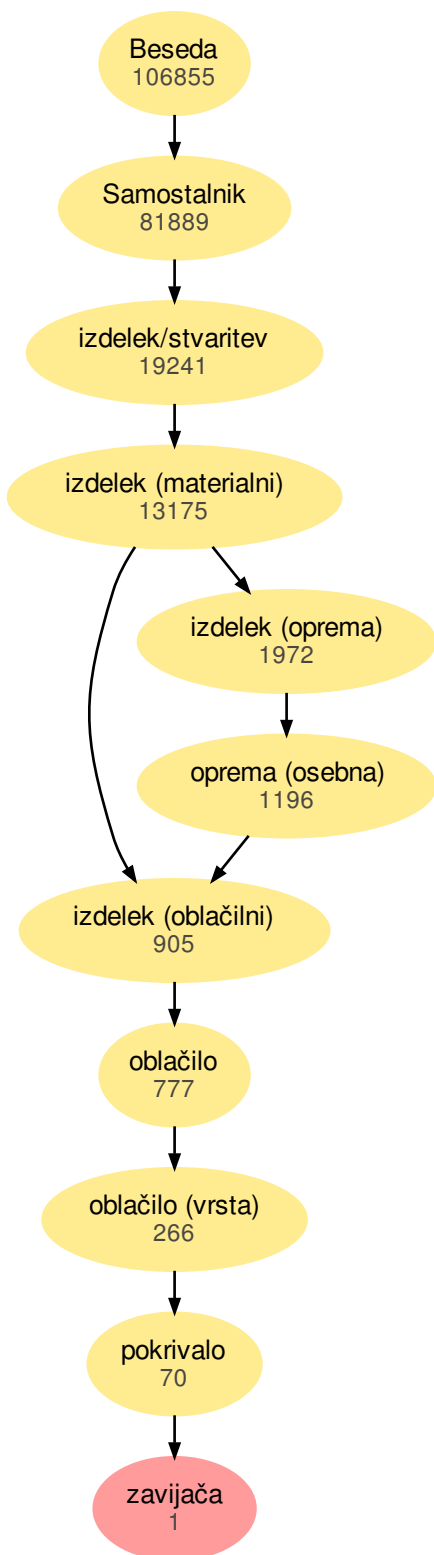 Beseda
106855
Samostalnik
81889
izdelek/stvaritev
19241
izdelek (materialni)
13175
izdelek (oprema)
1972
oprema (osebna)
1196
izdelek (oblačilni)
905
oblačilo
777
oblačilo (vrsta)
266
pokrivalo
70
zavijača
1